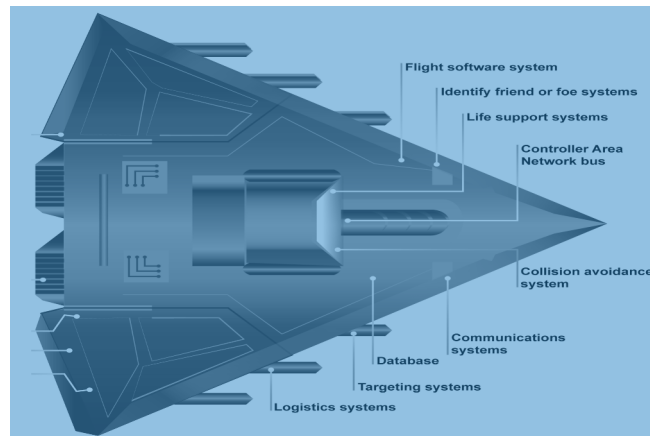 Flight software system
Identify friend or foe systems
Life support systems
Controller Area
Network bus
Collision avoidance
system
Communications
systems
Database
Targeting systems
Logistics systems